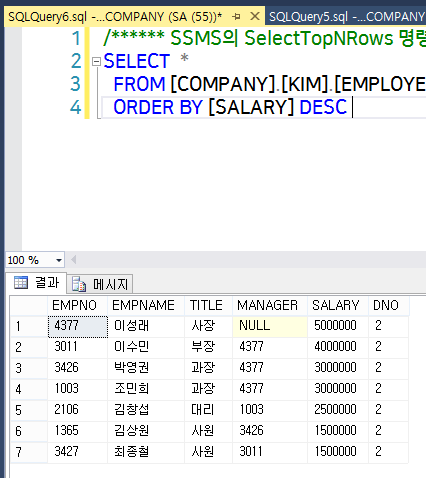 SQLQuery6.sql -...COMPANY (SA (55))* SQLQuery5.sql -...COMPA
1 /****** SSMS의 SelectTopNRows 명령
2 SELECT *
3 FROM [COMPANY].[KIM].[EMPLOYE
4 ORDER BY [SALARY] DESC
100 %
결과 메시지
EMPNO EMPNAME TITLE MANAGER SALARY DNO
1 4377 이성래 사장 NULL 5000000 2
2 3011 이수민 부장 4377 4000000 2
3 3426 박영권 과장 4377 3000000 2
4 1003 조민희 과장 4377 3000000 2
5 2106 김창섭 대리 1003 2500000 2
6 1365 김상원 사원 3426 1500000 2
7 3427 최종철 사원 3011 1500000 2